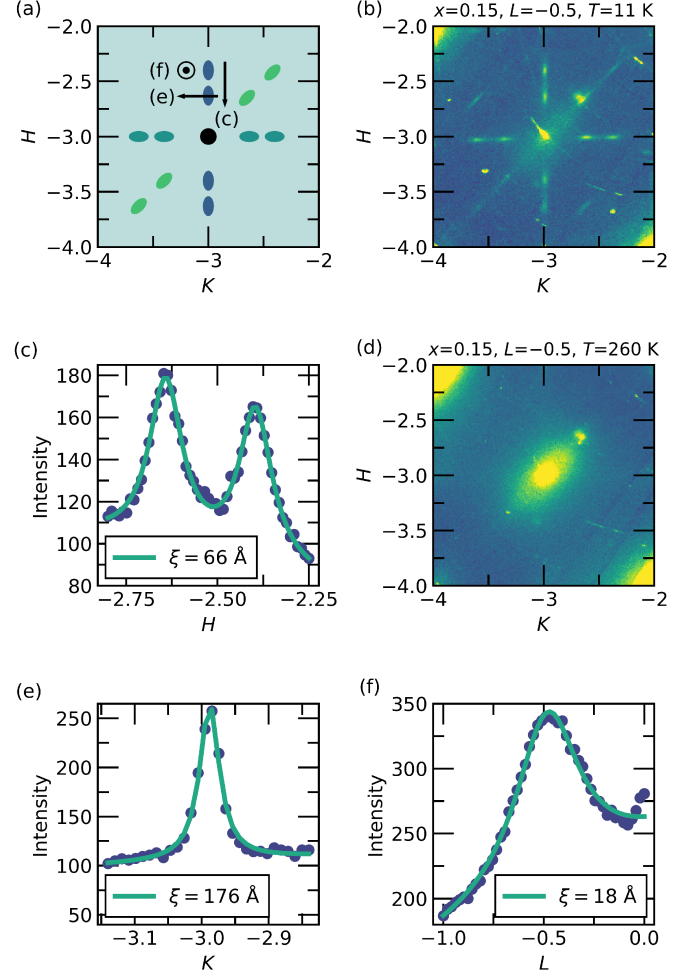 (a)
−2.0
−2.5
−3.0
−3.5
−4.0
H
(f)
(e)
(c)
−4
−3
−2
K
(b)
x=0.15, L=−0.5, T=11 K
−2.0
−2.5
−3.0
−3.5
−4.0
H
−4
−3
−2
K
(c)
180
160
140
120
100
80
Intensity
ξ = 66 Å
−2.75
−2.50
−2.25
H
(d)
x=0.15, L=−0.5, T=260 K
−2.0
−2.5
−3.0
−3.5
−4.0
H
−4
−3
−2
K
(e)
250
200
150
100
50
Intensity
ξ = 176 Å
−3.1
−3.0
−2.9
K
(f)
350
300
250
200
Intensity
ξ = 18 Å
−1.0
−0.5
0.0
L